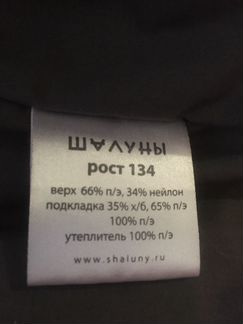 ШАЛУНЫ
рост 134
верх 66% п/э, 34% нейлон
подкладка 35% х/б, 65% п/э
100% п/э
утеплитель 100% п/э
www.shaluny.ru